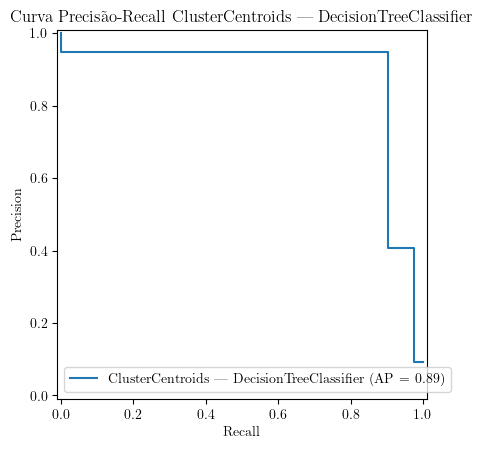 Curva Precisão-Recall ClusterCentroids — DecisionTreeClassifier
1.0
0.8
0.6
0.4
0.2
0.0
Precision
ClusterCentroids — DecisionTreeClassifier (AP = 0.89)
0.0 0.2 0.4 0.6 0.8 1.0
Recall